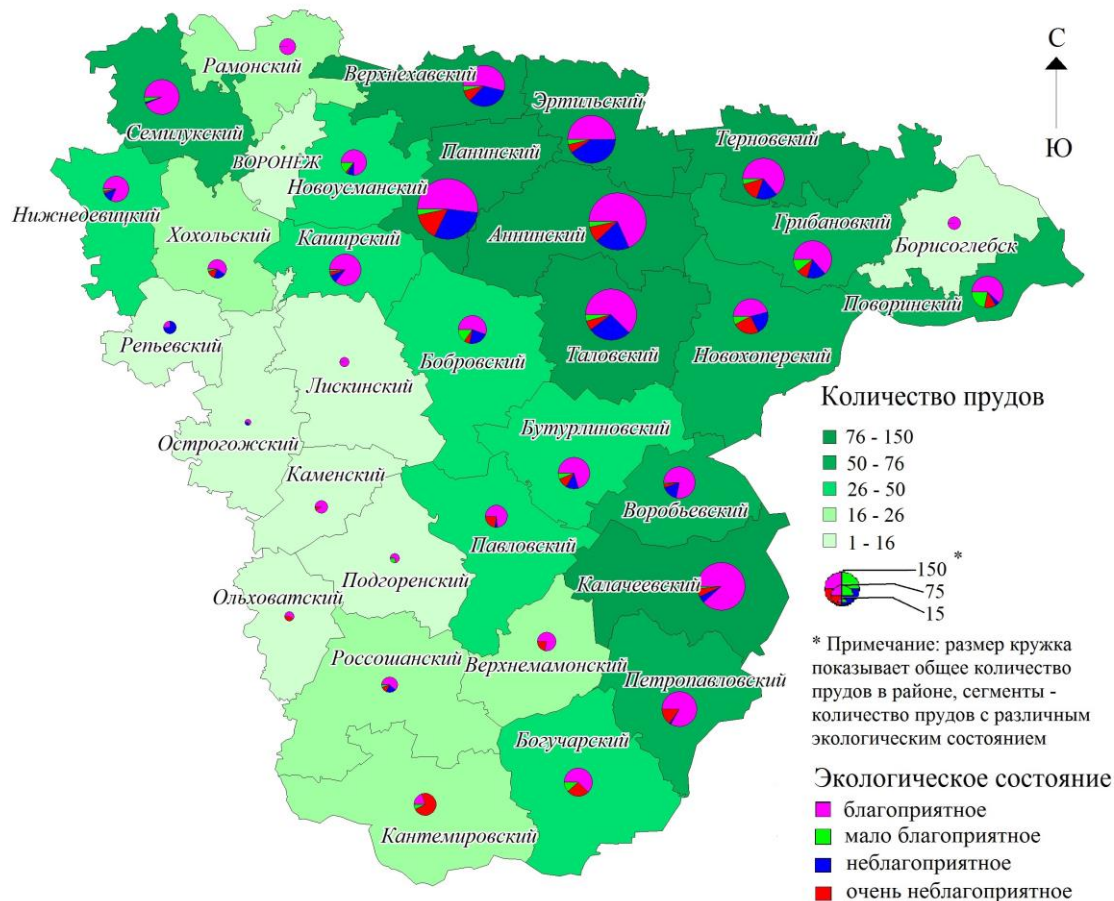 С
Ю
Рамонский
Верхнехавский
Эртильский
Семилукский
Терновский
ВОРОНЕЖ
Панинский
Новоусманский
Нижнедевицкий
Хохольский
Каширский
Аннинский
Грибановкий
Борисоглебск
Поворинский
Репьевский
Лискинский
Бобровский
Таловский
Новохоперский
Острогожский
Бутурлиновский
Каменский
Воробьевский
Павловский
Подгоренский
Калачеевский
Ольховатский
Россошанский
Верхнемамонский
Петропавловский
Богучарский
Кантемировский
Количество прудов
76 - 150
50 - 76
26 - 50
16 - 26
1 - 16
150 *
75
15
* Примечание: размер кружка
показывает общее количество
прудов в районе, сегменты -
количество прудов с различным
экологическим состоянием
Экологическое состояние
благоприятное
мало благоприятное
неблагоприятное
очень неблагоприятное